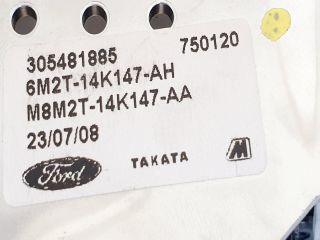 305481885 750120
6M2T-14K147-AH
M8M2T-14K147-AA
23/07/08
Ford TAKATA M